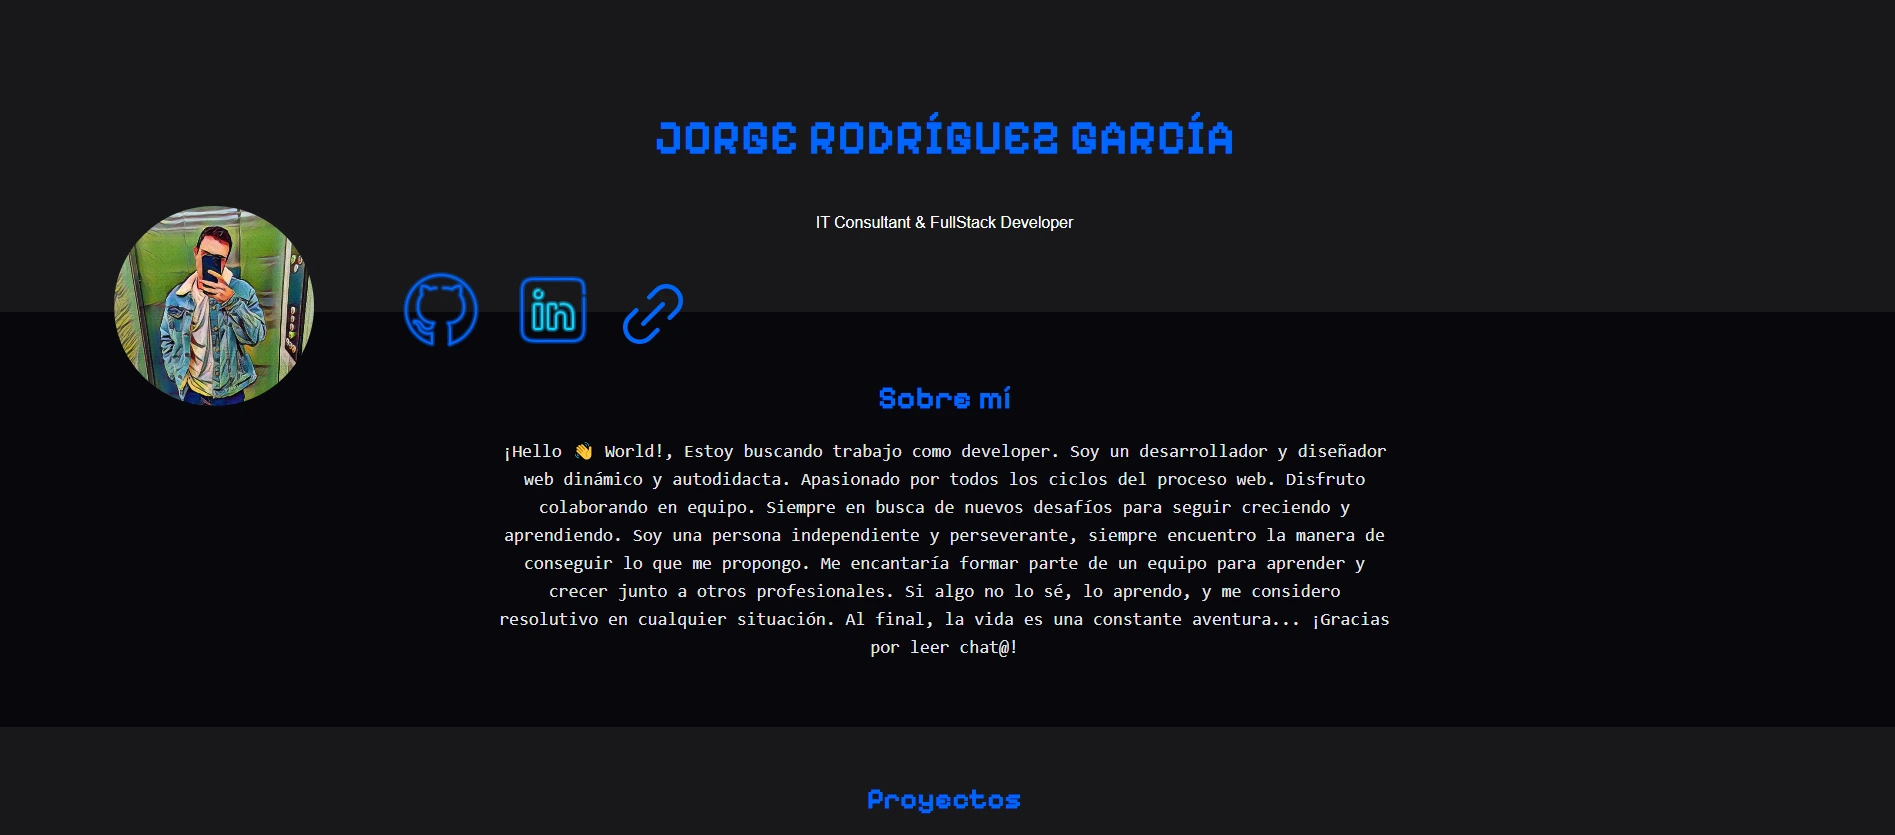 JORGE RODRÍGUEZ GARCÍA
IT Consultant & FullStack Developer
in
Sobre mí
¡Hello 👋 World!, Estoy buscando trabajo como developer. Soy un desarrollador y diseñador
web dinámico y autodidacta. Apasionado por todos los ciclos del proceso web. Disfruto
colaborando en equipo. Siempre en busca de nuevos desafíos para seguir creciendo y
aprendiendo. Soy una persona independiente y perseverante, siempre encuentro la manera de
conseguir lo que me propongo. Me encantaría formar parte de un equipo para aprender y
crecer junto a otros profesionales. Si algo no lo sé, lo aprendo, y me considero
resolutivo en cualquier situación. Al final, la vida es una constante aventura... ¡Gracias
por leer chat@!
Proyectos